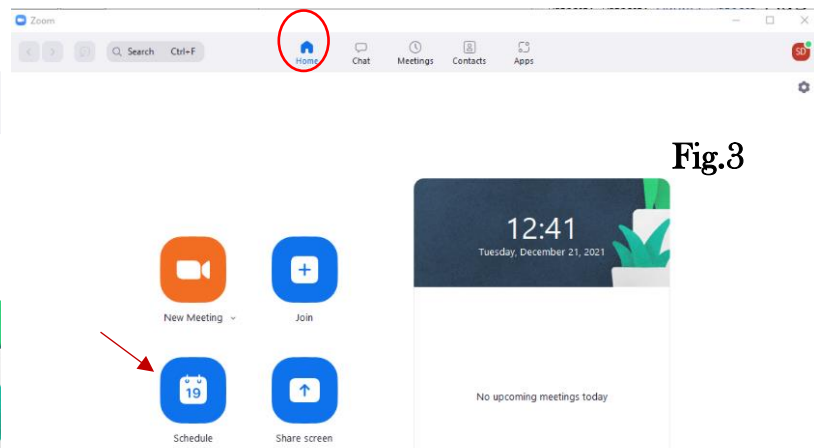 Zoom
Search Ctrl+F
Home Chat Meetings Contacts Apps
SD
Fig.3
12:41
Tuesday, December 21, 2021
New Meeting
Join
19
Schedule
Share screen
No upcoming meetings today